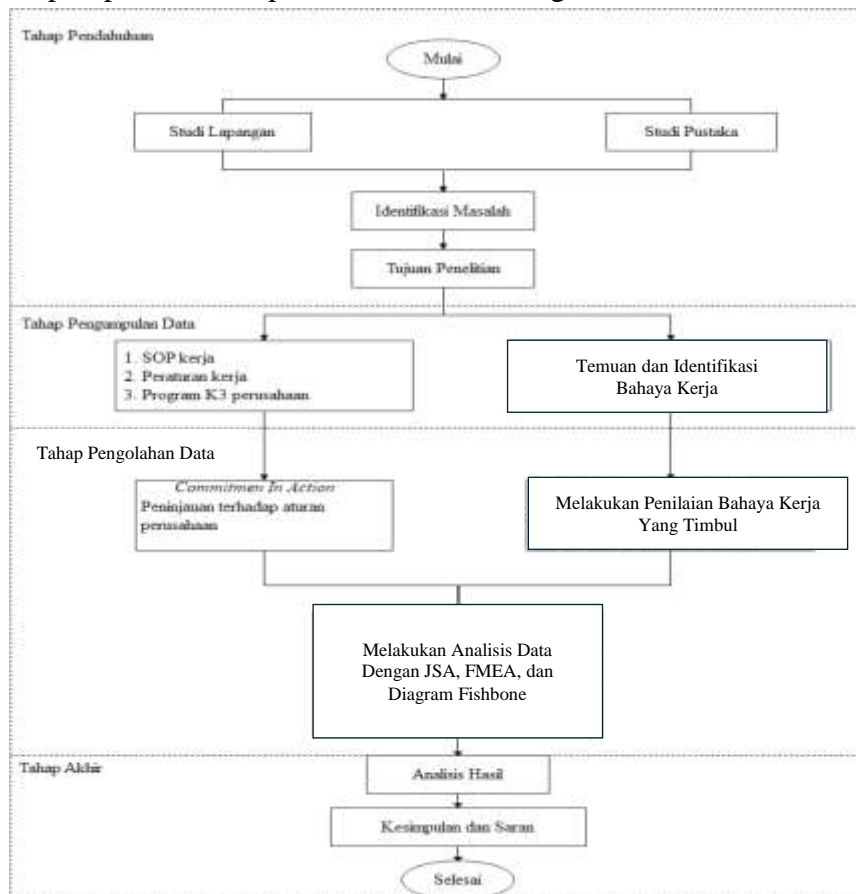 Tahap Pendahuluan
Mulai
Studi Lapangan
Studi Pustaka
Identifikasi Masalah
Tujuan Penelitian
Tahap Pengumpulan Data
1. SOP kerja
2. Peraturan kerja
3. Program K3 perusahaan
Temuan dan Identifikasi
Bahaya Kerja
Tahap Pengolahan Data
Commitmen In Action
Peninjauan terhadap aturan
perusahaan
Melakukan Penilaian Bahaya Kerja
Yang Timbul
Melakukan Analisis Data
Dengan JSA, FMEA, dan
Diagram Fishbone
Tahap Akhir
Analisis Hasil
Kesimpulan dan Saran
Selesai